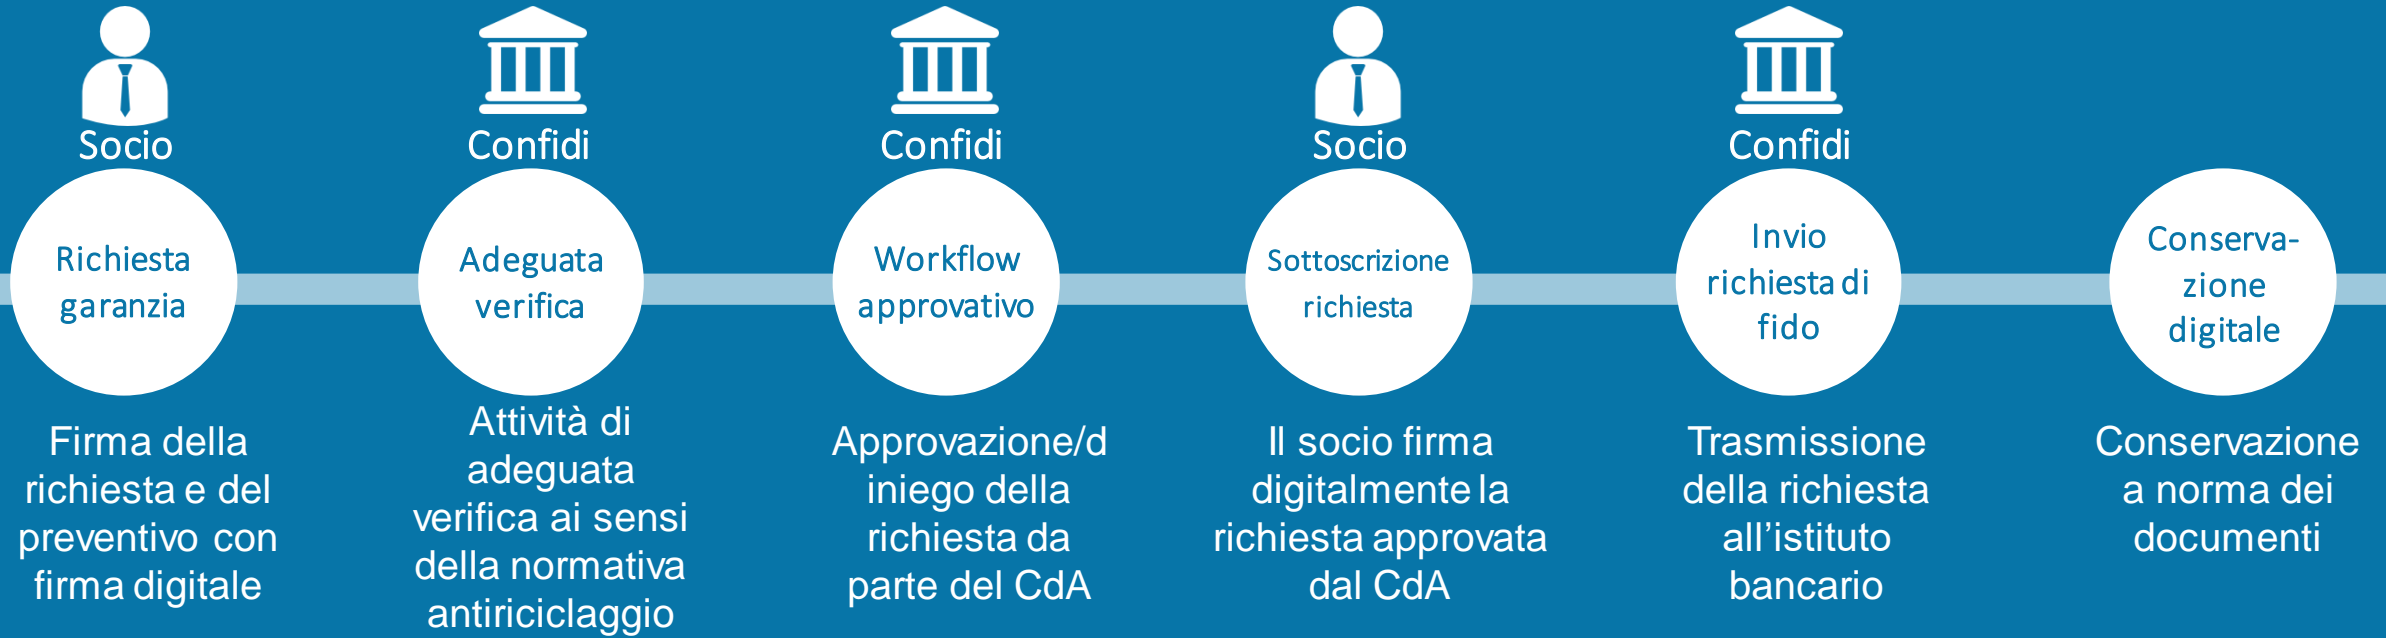 Socio
Richiesta
garanzia
Firma della
richiesta e del
preventivo con
firma digitale
Confidi
Adeguata
verifica
Attività di
adeguata
verifica ai sensi
della normativa
antiriciclaggio
Confidi
Workflow
approvativo
Approvazione/d
iniego della
richiesta da
parte del CdA
Socio
Sottoscrizione
richiesta
Il socio firma
digitalmente la
richiesta approvata
dal CdA
Confidi
Invio
richiesta di
fido
Trasmissione
della richiesta
all’istituto
bancario
Conserva-
zione
digitale
Conservazione
a norma dei
documenti